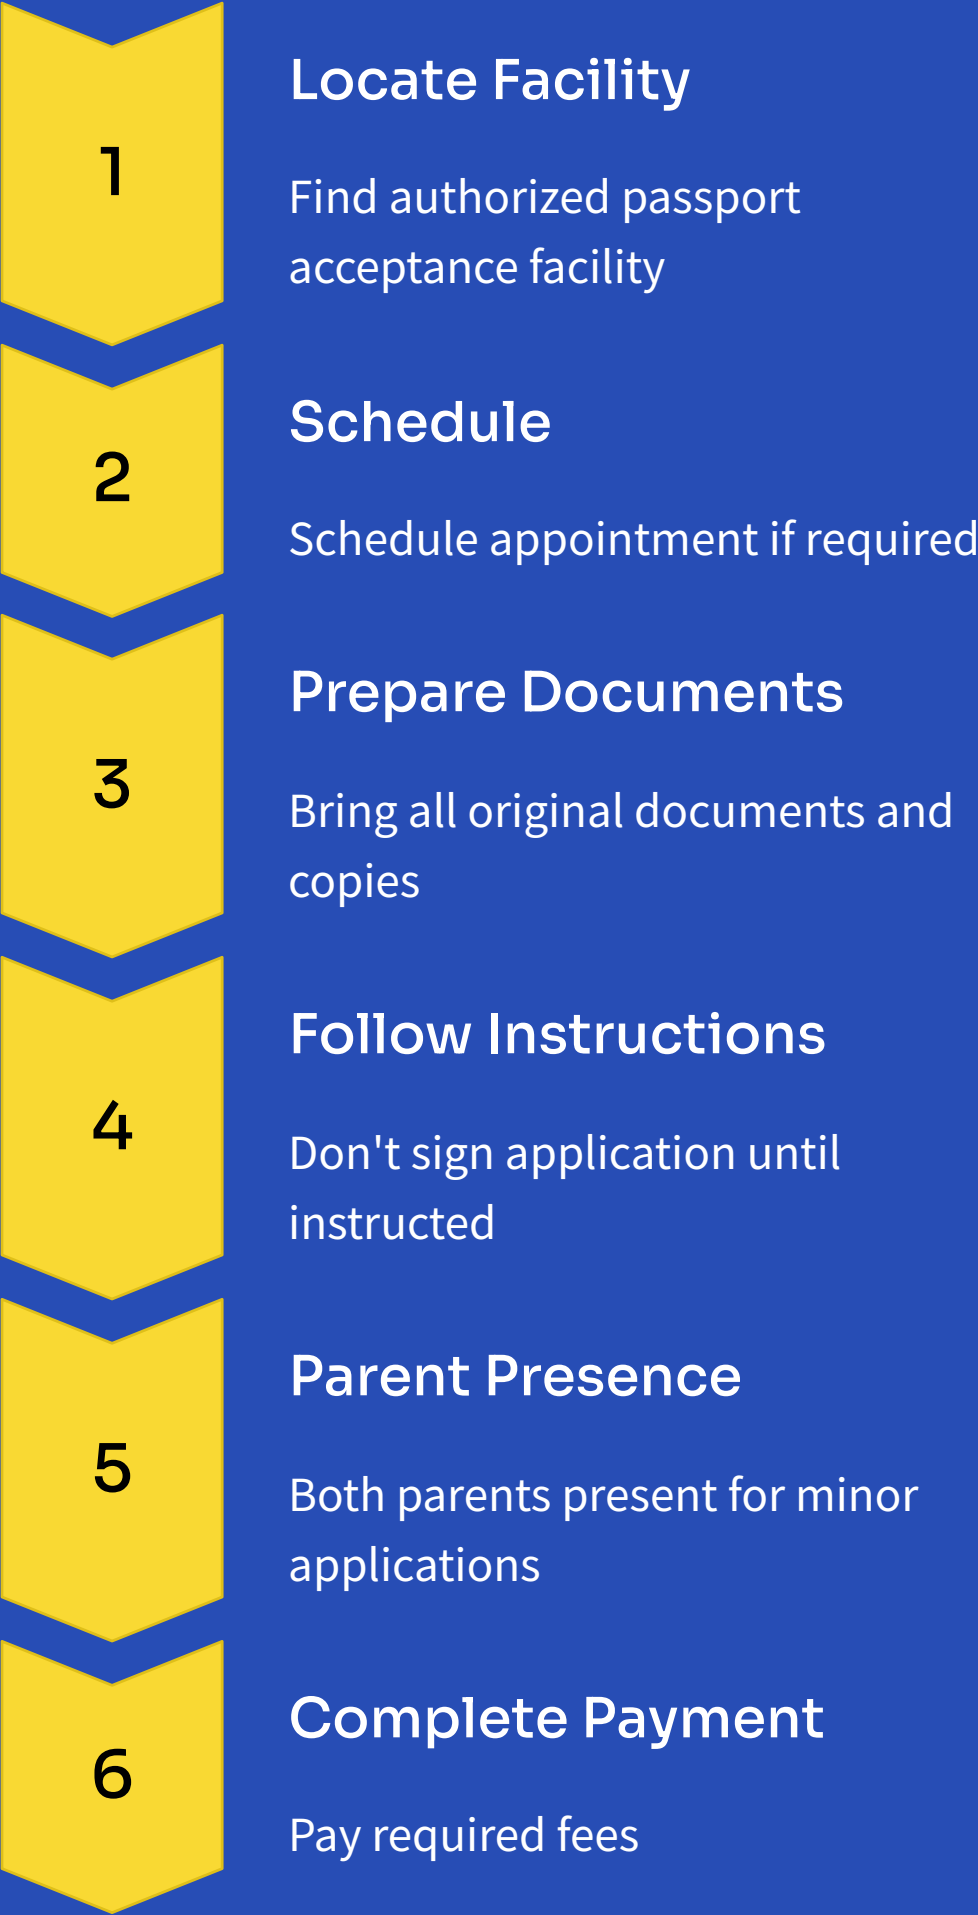 1
Locate Facility
Find authorized passport
acceptance facility
2
Schedule
Schedule appointment if required
3
Prepare Documents
Bring all original documents and
copies
4
Follow Instructions
Don't sign application until
instructed
5
Parent Presence
Both parents present for minor
applications
6
Complete Payment
Pay required fees